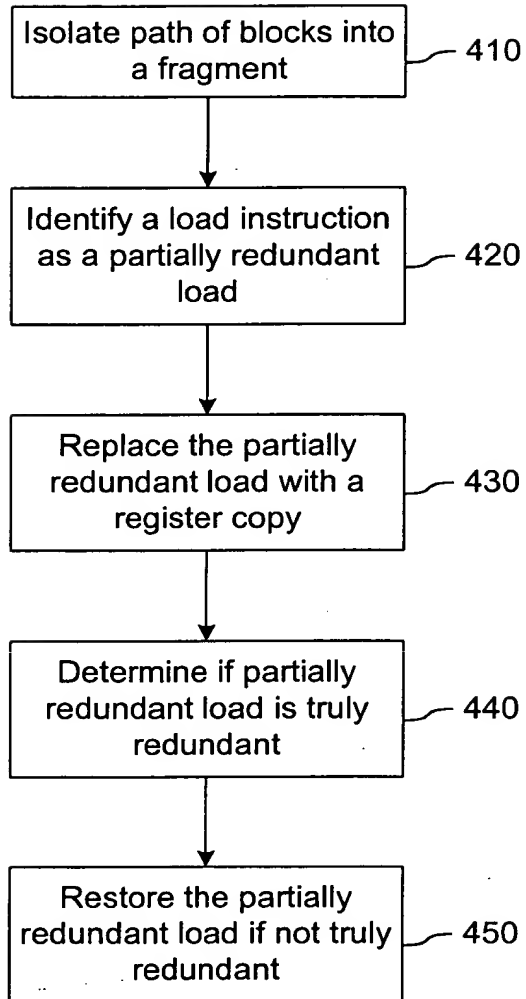 Isolate path of blocks into
a fragment
410
Identify a load instruction
as a partially redundant
load
420
Replace the partially
redundant load with a
register copy
430
Determine if partially
redundant load is truly
redundant
440
Restore the partially
redundant load if not truly
redundant
450